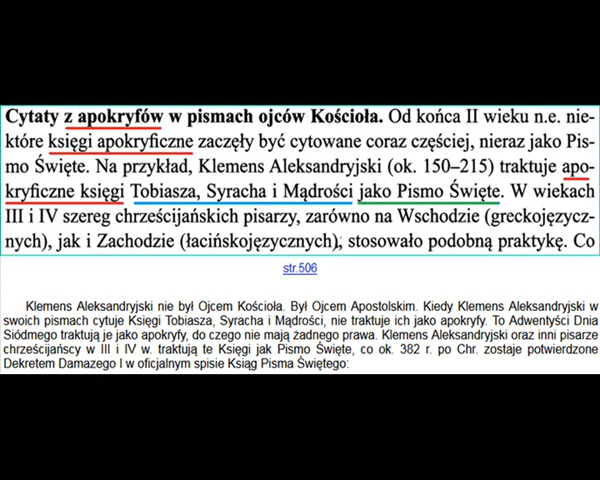 Cytaty z apokryfów w pismach ojców Kościoła. Od końca II wieku n.e. nie-
które księgi apokryficzne zaczęły być cytowane coraz częściej, nieraz jako Pis-
mo Święte. Na przykład, Klemens Aleksandryjski (ok. 150–215) traktuje apo-
kryficzne księgi Tobiasza, Syracha i Mądrości jako Pismo Święte. W wiekach
III i IV szereg chrześcijańskich pisarzy, zarówno na Wschodzie (greckojęzycz-
nych), jak i Zachodzie (łacińskojęzycznych), stosowało podobną praktykę. Co
str.506
Klemens Aleksandryjski nie był Ojcem Kościoła. Był Ojcem Apostolskim. Kiedy Klemens Aleksandryjski w
swoich pismach cytuje Księgi Tobiasza, Syracha i Mądrości, nie traktuje ich jako apokryfy. To Adwentyści Dnia
Siódmego traktują je jako apokryfy, do czego nie mają żadnego prawa. Klemens Aleksandryjski oraz inni pisarze
chrześcijańscy w III i IV w. traktują te Księgi jak Pismo Święte, co ok. 382 r. po Chr. zostaje potwierdzone
Dekretem Damazego I w oficjalnym spisie Ksiąg Pisma Świętego: